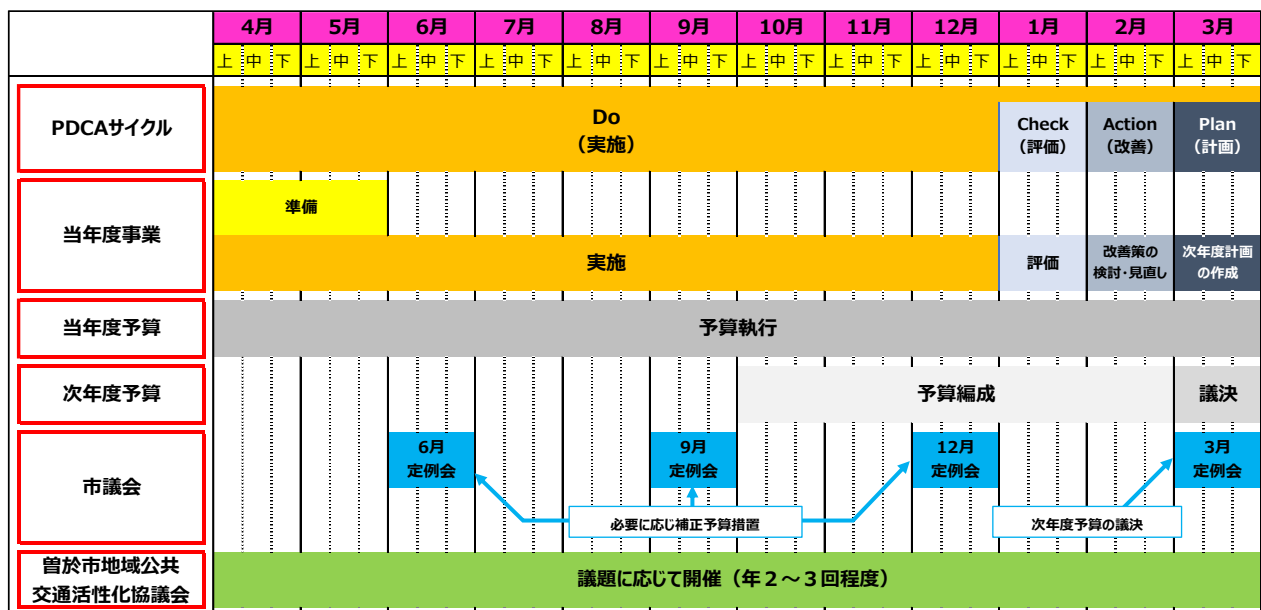 4月 5月 6月 7月 8月 9月 10月 11月 12月 1月 2月 3月
上 中 下 上 中 下 上 中 下 上 中 下 上 中 下 上 中 下 上 中 下 上 中 下 上 中 下 上 中 下 上 中 下 上 中 下
PDCAサイクル
Do
（実施）
Check
（評価）
Action
（改善）
Plan
（計画）
当年度事業
準備
実施
評価
改善策の
検討・見直し
次年度計画
の作成
当年度予算
予算執行
次年度予算
予算編成
議決
市議会
6月
定例会
9月
定例会
12月
定例会
3月
定例会
必要に応じ補正予算措置
次年度予算の議決
曽於市地域公共
交通活性化協議会
議題に応じて開催（年２～３回程度）